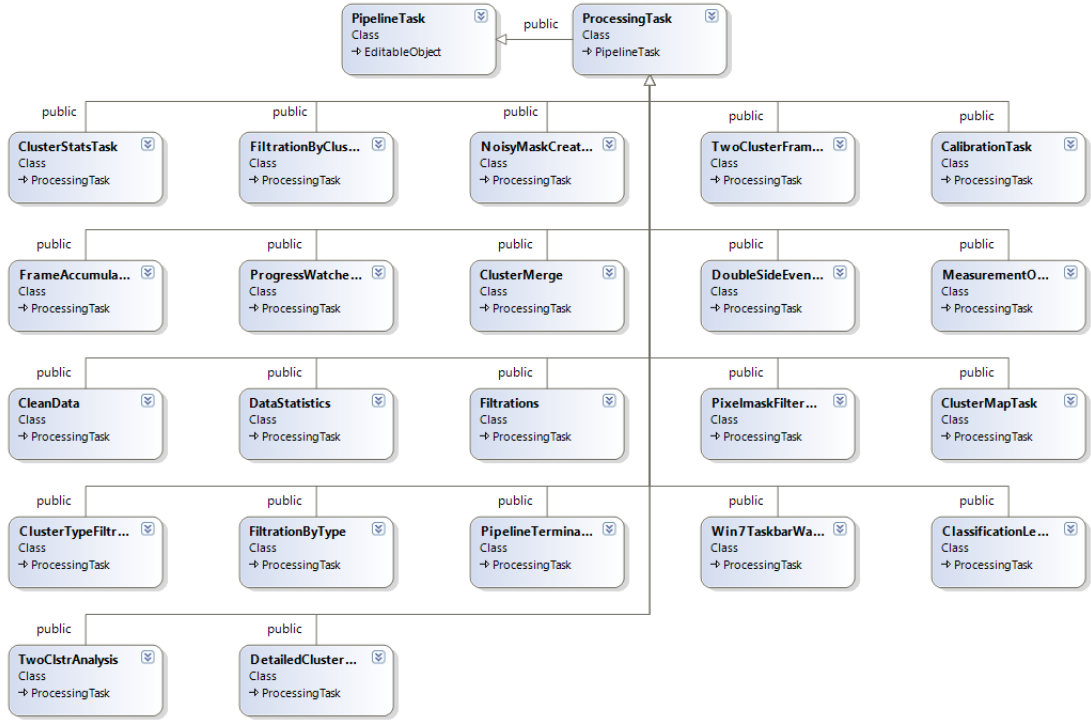 PipelineTask
Class
EditableObject
public
ProcessingTask
Class
PipelineTask
public
public
public
public
public
ClusterStatsTask
Class
ProcessingTask
FiltrationByClus...
Class
ProcessingTask
NoisyMaskCreat...
Class
ProcessingTask
TwoClusterFram...
Class
ProcessingTask
CalibrationTask
Class
ProcessingTask
public
public
public
public
public
FrameAccumula...
Class
ProcessingTask
ProgressWatche...
Class
ProcessingTask
ClusterMerge
Class
ProcessingTask
DoubleSideEven...
Class
ProcessingTask
MeasurementO...
Class
ProcessingTask
public
public
public
public
public
CleanData
Class
ProcessingTask
DataStatistics
Class
ProcessingTask
Filtrations
Class
ProcessingTask
PixelmaskFilter...
Class
ProcessingTask
ClusterMapTask
Class
ProcessingTask
public
public
public
public
public
ClusterTypeFiltr...
Class
ProcessingTask
FiltrationByType
Class
ProcessingTask
PipelineTermina...
Class
ProcessingTask
Win7TaskbarWa...
Class
ProcessingTask
ClassificationLe...
Class
ProcessingTask
public
public
TwoClstrAnalysis
Class
ProcessingTask
DetailedCluster...
Class
ProcessingTask